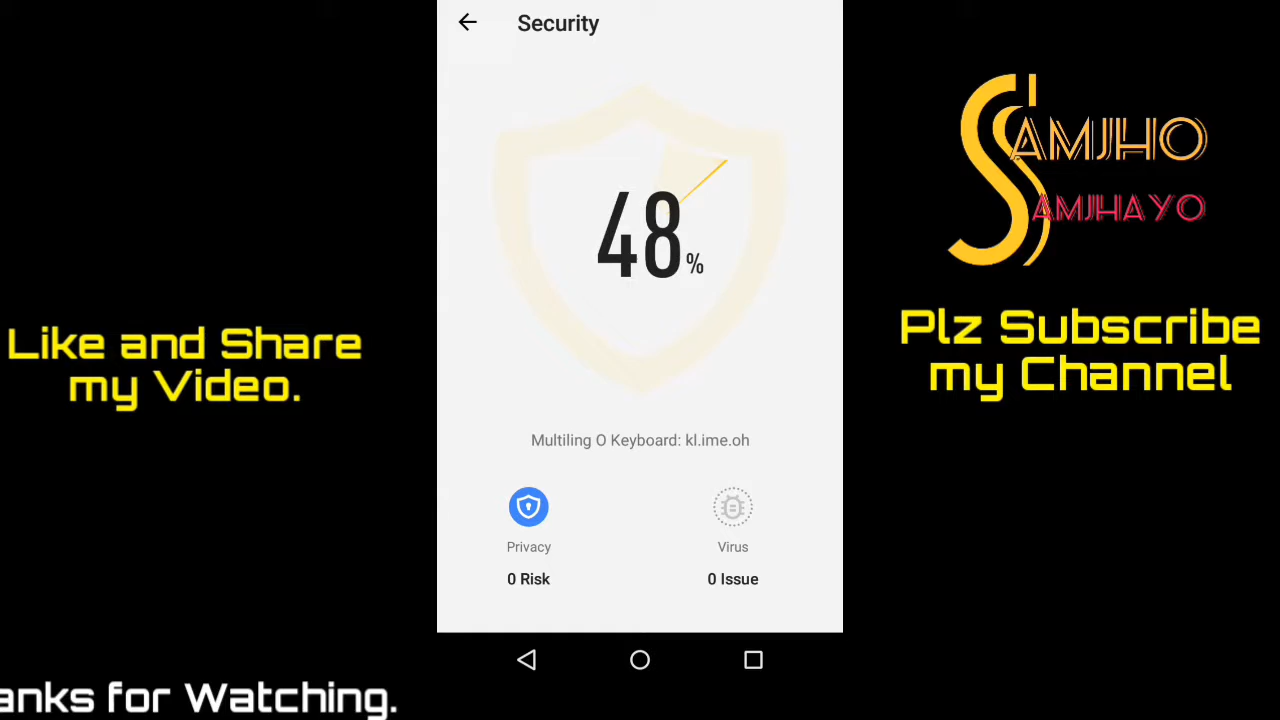 Security
48%
Multiling O Keyboard: kl.ime.oh
Privacy
Virus
0 Risk
0 Issue
Like and Share
my Video.
SAMJHO
SAMJHAYO
Plz Subscribe
my Channel
anks for Watching.